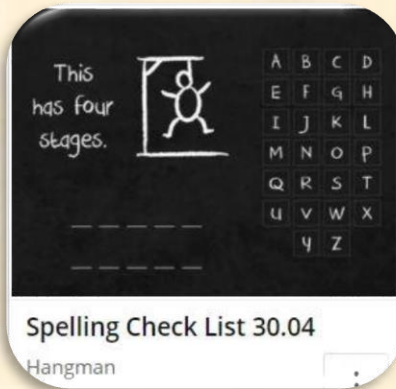 This
has four
stages.
A B C D
E F G H
I J K L
M N O P
Q R S T
U V W X
Y Z
Spelling Check List 30.04
Hangman